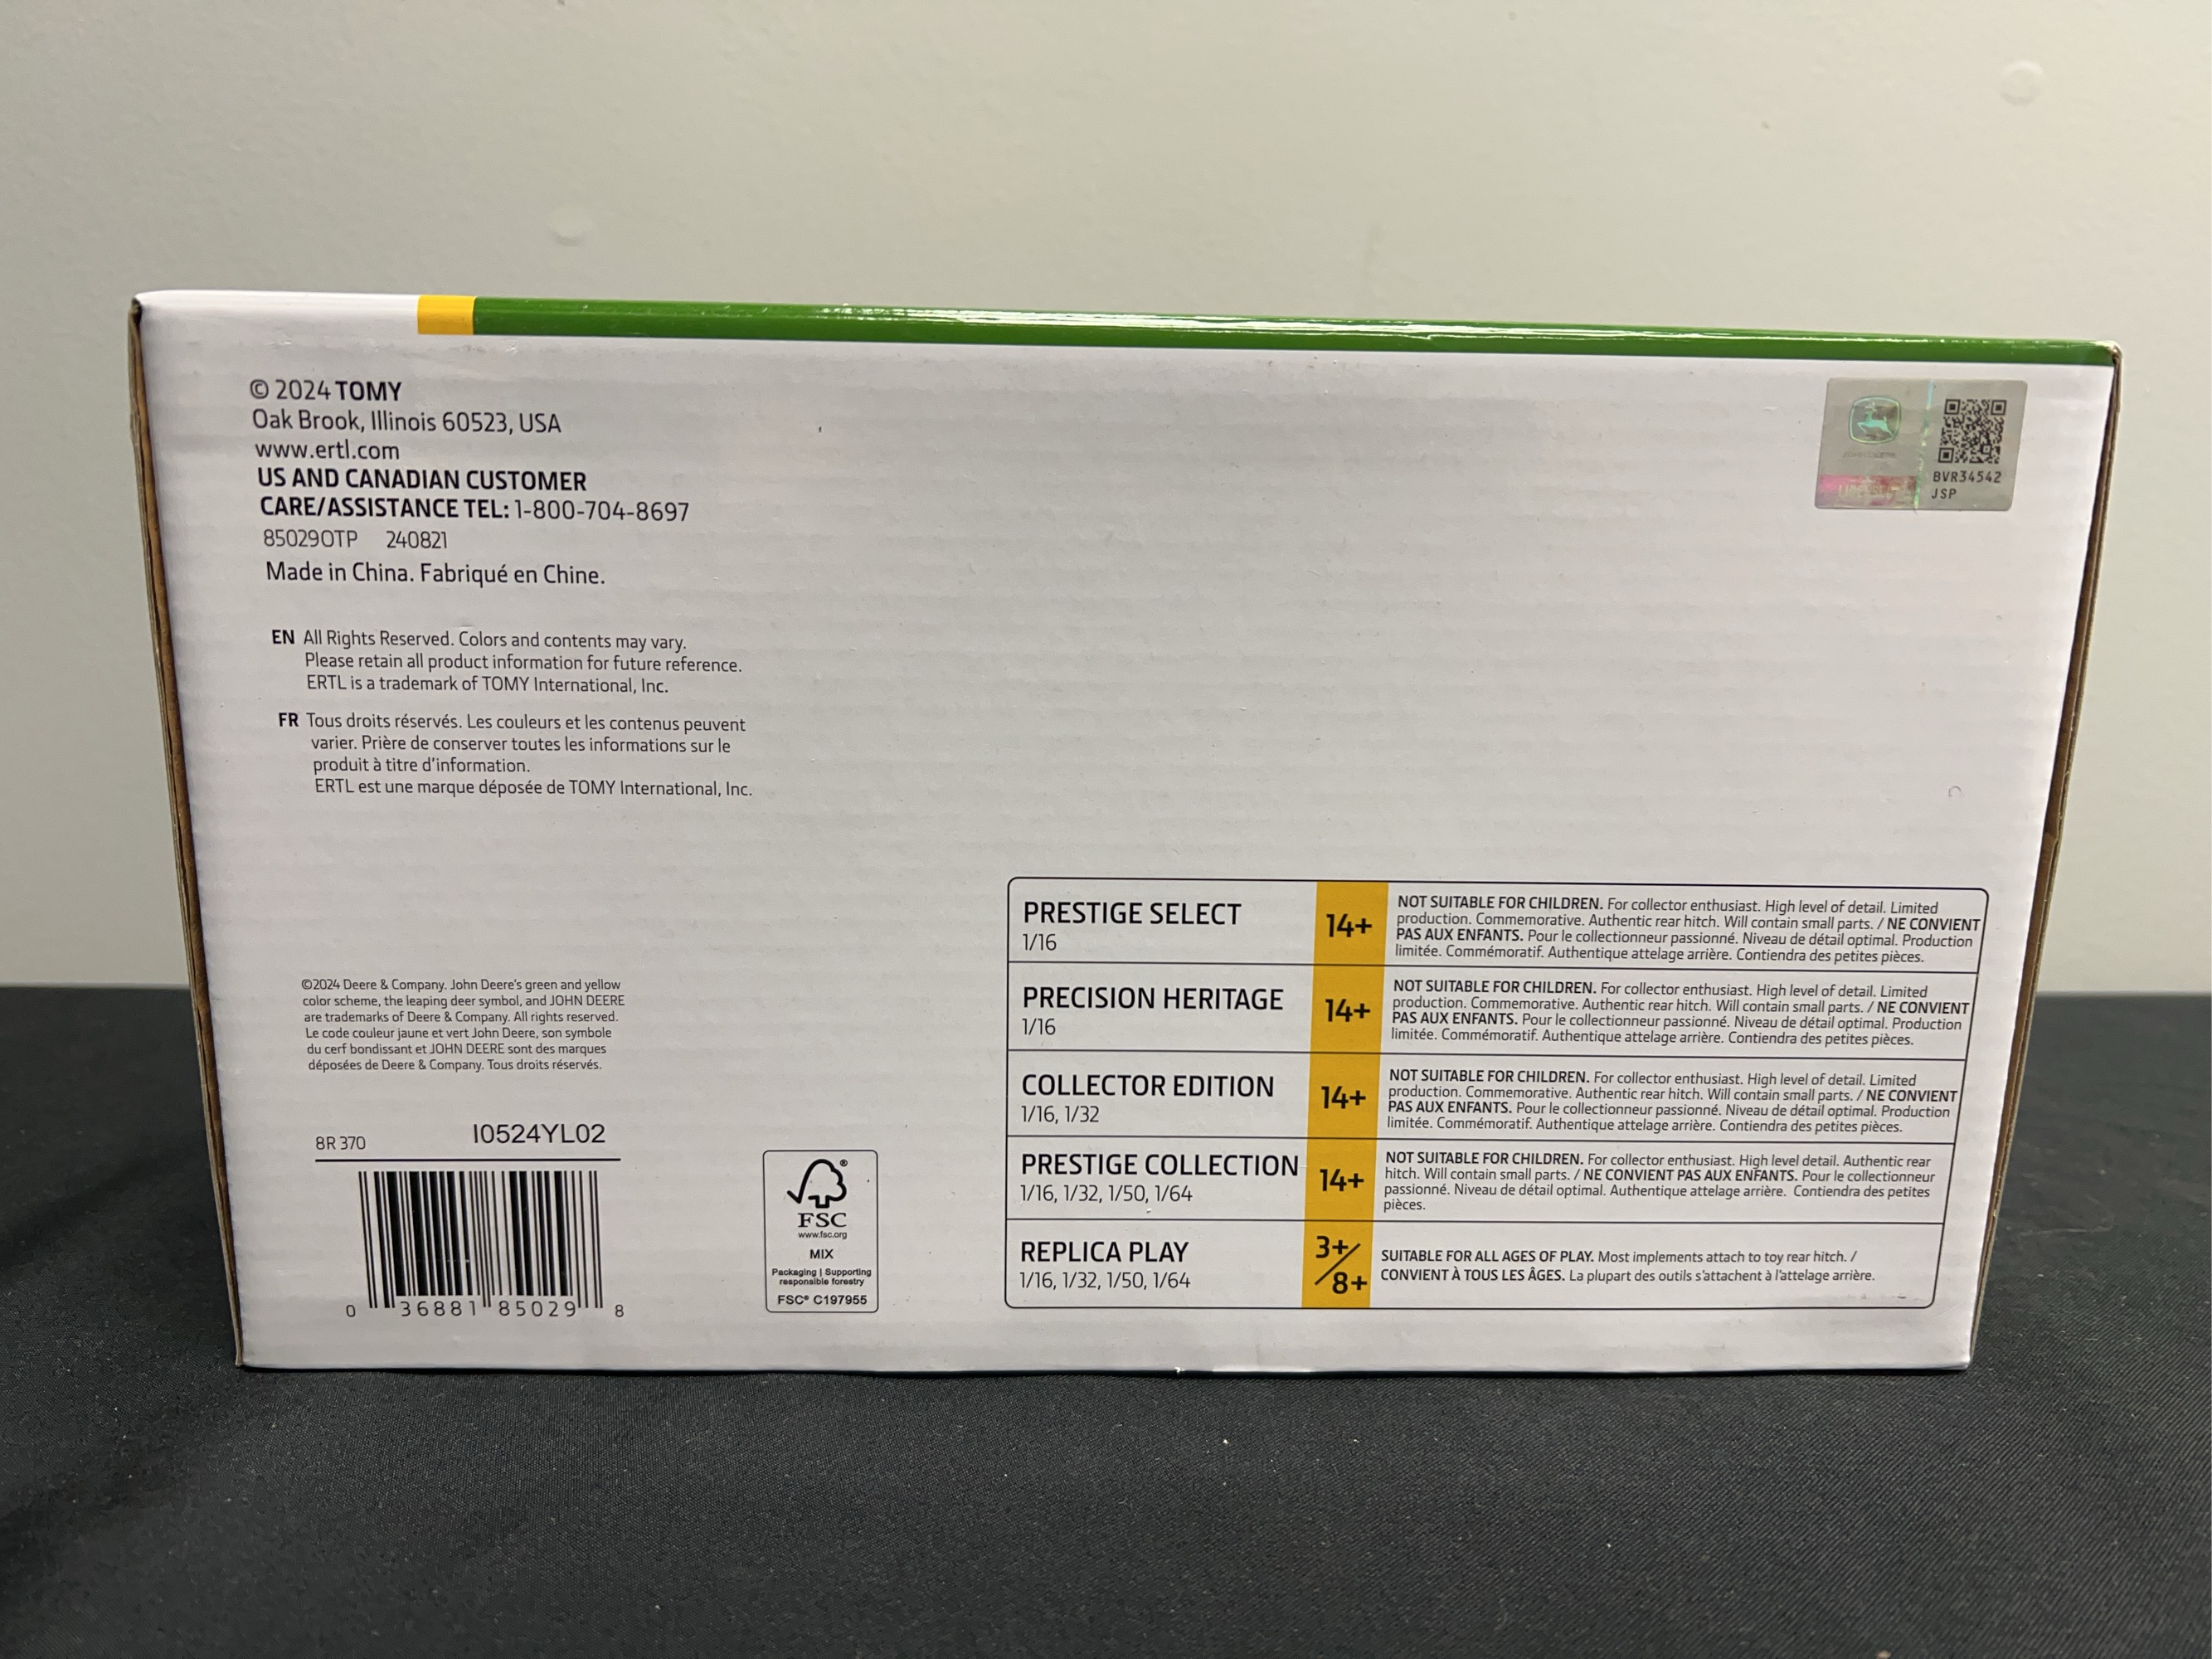 © 2024 TOMY
Oak Brook, Illinois 60523, USA
www.ertl.com
US AND CANADIAN CUSTOMER
CARE/ASSISTANCE TEL: 1-800-704-8697
85029OTP 240821
Made in China. Fabriqué en Chine.
EN All Rights Reserved. Colors and contents may vary.
Please retain all product information for future reference.
ERTL is a trademark of TOMY International, Inc.
FR Tous droits réservés. Les couleurs et les contenus peuvent
varier. Prière de conserver toutes les informations sur le
produit à titre d'information.
ERTL est une marque déposée de TOMY International, Inc.
©2024 Deere & Company. John Deere's green and yellow
color scheme, the leaping deer symbol, and JOHN DEERE
are trademarks of Deere & Company. All rights reserved.
Le code couleur jaune et vert John Deere, son symbole
du cerf bondissant et JOHN DEERE sont des marques
déposées de Deere & Company. Tous droits réservés.
8R 370 I0524YL02
0 36881 85029 8
FSC®
www.fsc.org
MIX
Packaging | Supporting
responsible forestry
FSC® C197955
BVR34542
JSP
PRESTIGE SELECT
1/16
14+
NOT SUITABLE FOR CHILDREN. For collector enthusiast. High level of detail. Limited
production. Commemorative. Authentic rear hitch. Will contain small parts. / NE CONVIENT
PAS AUX ENFANTS. Pour le collectionneur passionné. Niveau de détail optimal. Production
limitée. Commémoratif. Authentique attelage arrière. Contiendra des petites pièces.
PRECISION HERITAGE
1/16
14+
NOT SUITABLE FOR CHILDREN. For collector enthusiast. High level of detail. Limited
production. Commemorative. Authentic rear hitch. Will contain small parts. / NE CONVIENT
PAS AUX ENFANTS. Pour le collectionneur passionné. Niveau de détail optimal. Production
limitée. Commémoratif. Authentique attelage arrière. Contiendra des petites pièces.
COLLECTOR EDITION
1/16, 1/32
14+
NOT SUITABLE FOR CHILDREN. For collector enthusiast. High level of detail. Limited
production. Commemorative. Authentic rear hitch. Will contain small parts. / NE CONVIENT
PAS AUX ENFANTS. Pour le collectionneur passionné. Niveau de détail optimal. Production
limitée. Commémoratif. Authentique attelage arrière. Contiendra des petites pièces.
PRESTIGE COLLECTION
1/16, 1/32, 1/50, 1/64
14+
NOT SUITABLE FOR CHILDREN. For collector enthusiast. High level detail. Authentic rear
hitch. Will contain small parts. / NE CONVIENT PAS AUX ENFANTS. Pour le collectionneur
passionné. Niveau de détail optimal. Authentique attelage arrière. Contiendra des petites
pièces.
REPLICA PLAY
1/16, 1/32, 1/50, 1/64
3+/8+
SUITABLE FOR ALL AGES OF PLAY. Most implements attach to toy rear hitch. /
CONVIENT À TOUS LES ÂGES. La plupart des outils s'attachent à l'attelage arrière.